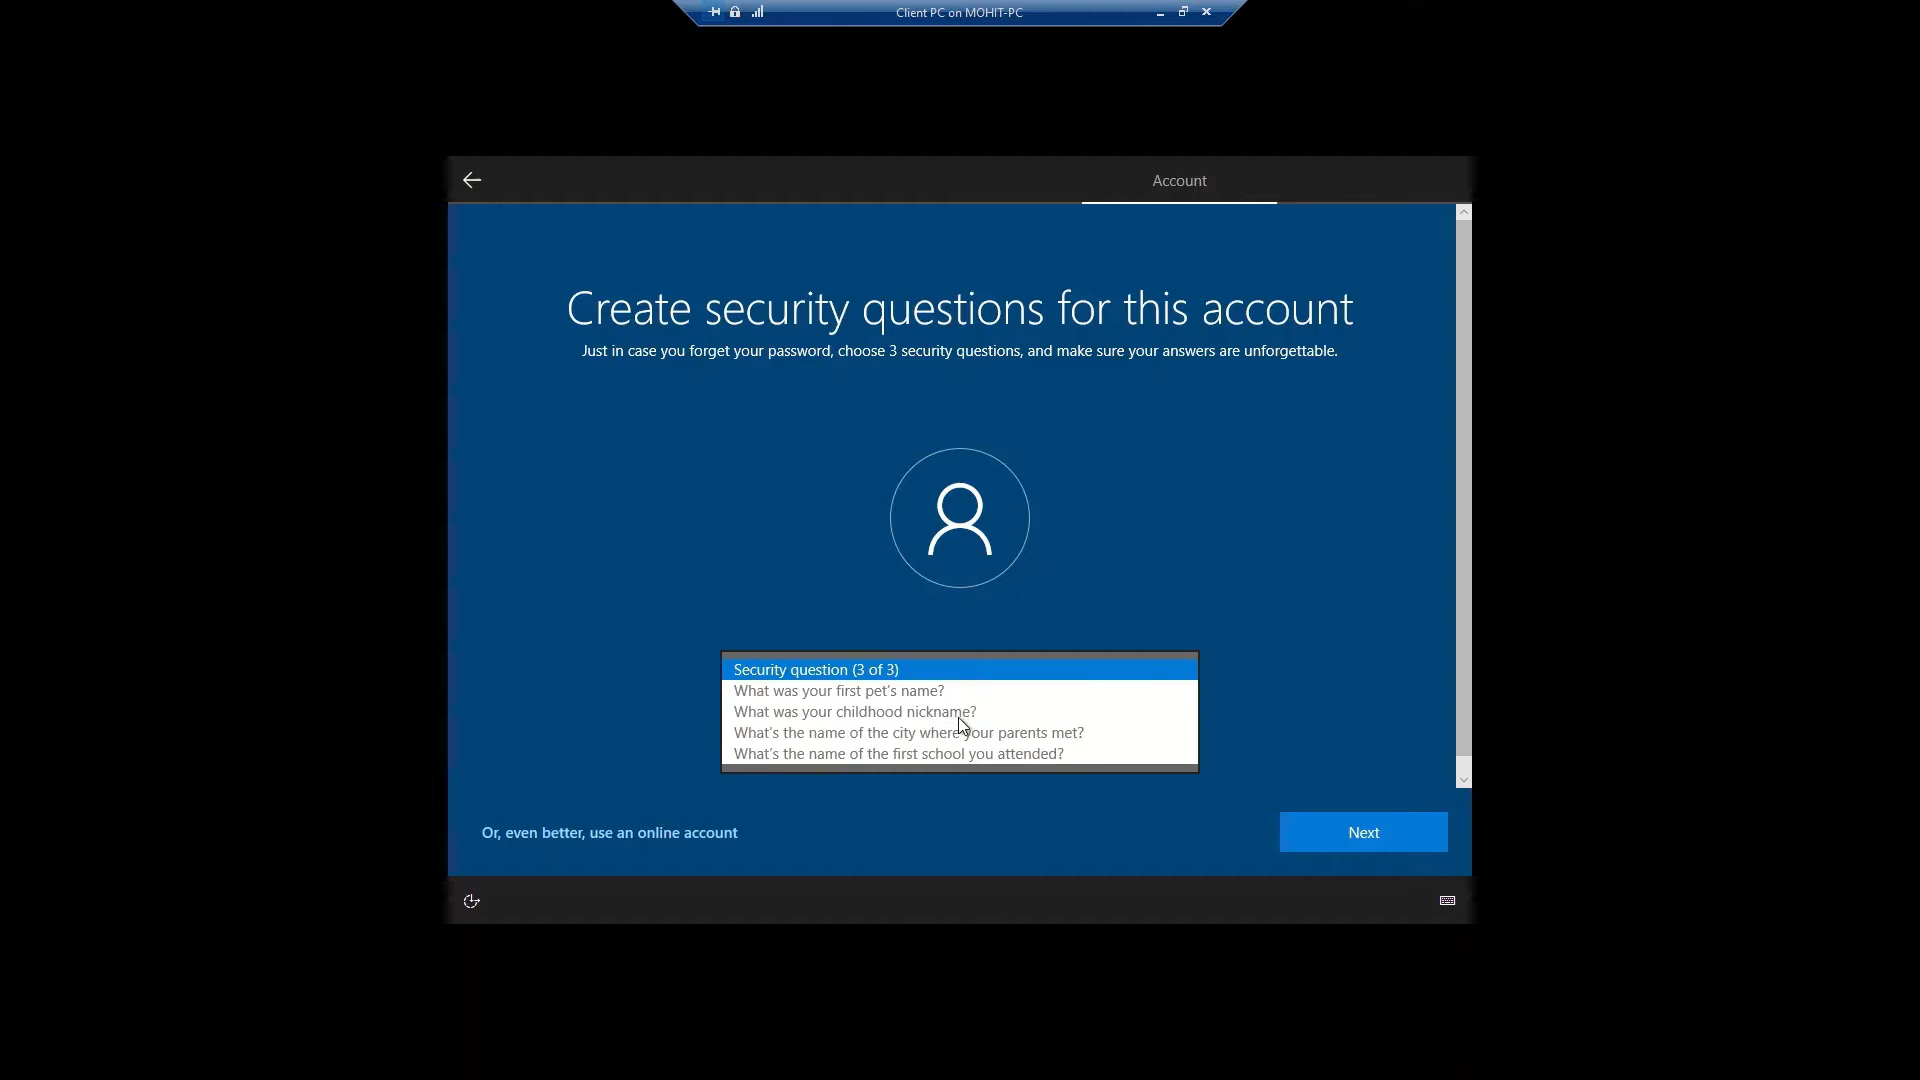 Client PC on MOHIT-PC
Account
Create security questions for this account
Just in case you forget your password, choose 3 security questions, and make sure your answers are unforgettable.
Security question (3 of 3)
What was your first pet’s name?
What was your childhood nickname?
What’s the name of the city where your parents met?
What’s the name of the first school you attended?
Or, even better, use an online account
Next